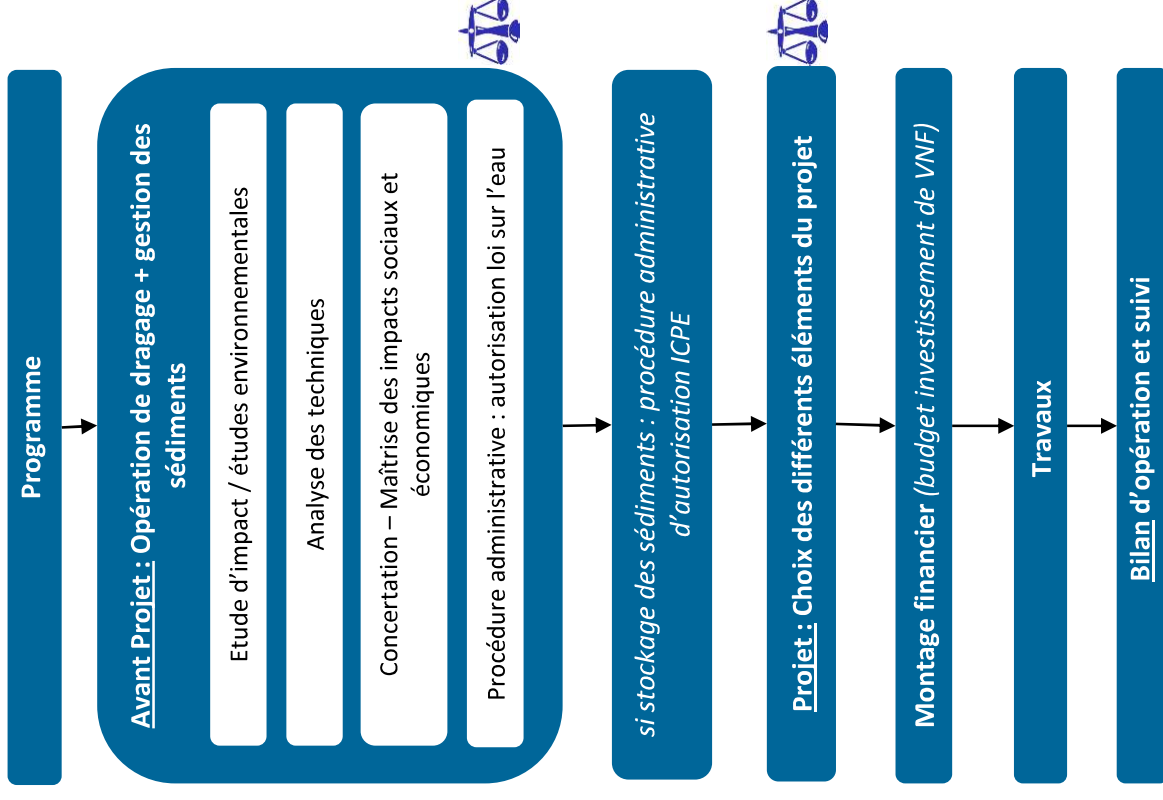 Programme
Avant Projet : Opération de dragage + gestion des
sédiments
Etude d’impact / études environnementales
Analyse des techniques
Concertation – Maîtrise des impacts sociaux et
économiques
Procédure administrative : autorisation loi sur l’eau
si stockage des sédiments : procédure administrative
d’autorisation ICPE
Projet : Choix des différents éléments du projet
Montage financier (budget investissement de VNF)
Travaux
Bilan d’opération et suivi